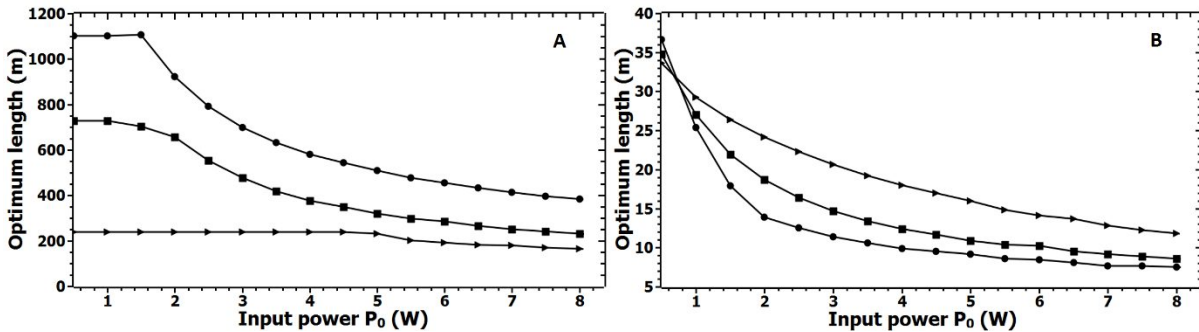 1200
1000
800
600
400
200
0
Optimum length (m)
A
1 2 3 4 5 6 7 8
Input power P₀ (W)
40
35
30
25
20
15
10
5
Optimum length (m)
B
1 2 3 4 5 6 7 8
Input power P₀ (W)